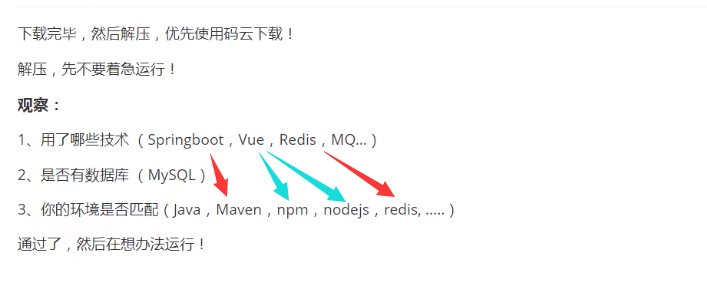 下载完毕，然后解压，优先使用码云下载！
解压，先不要着急运行！
观察：
1、用了哪些技术（Springboot，Vue，Redis，MQ...）
2、是否有数据库（MySQL）
3、你的环境是否匹配（Java，Maven，npm，nodejs，redis, .....）
通过了，然后在想办法运行！